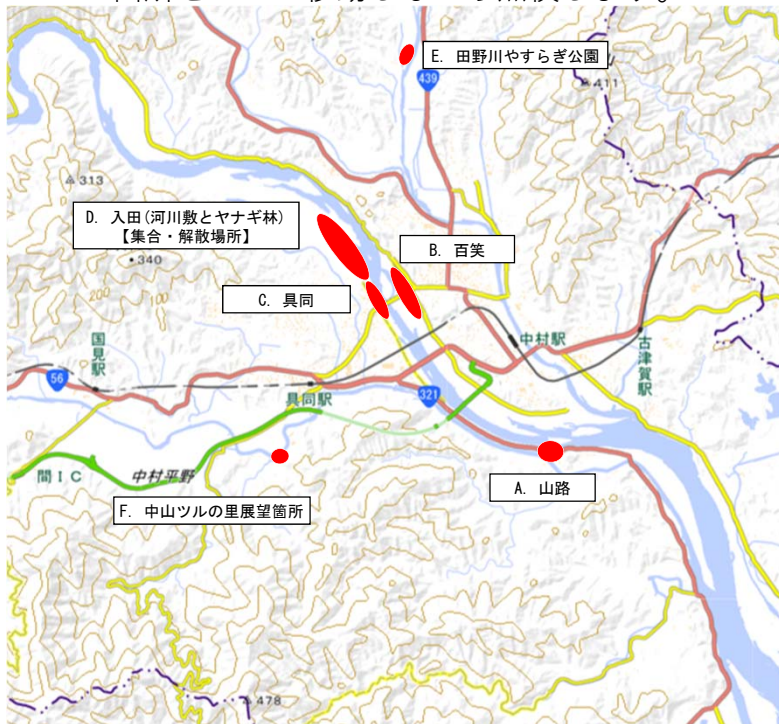 E. 田野川やすらぎ公園
439
411
313
D. 入田(河川敷とヤナギ林)
【集合・解散場所】
340
B. 百笑
200
100
C. 具同
国見駅
中村駅
古津賀駅
56
具同駅
321
間IC
中村平野
A. 山路
F. 中山ツルの里展望箇所
478